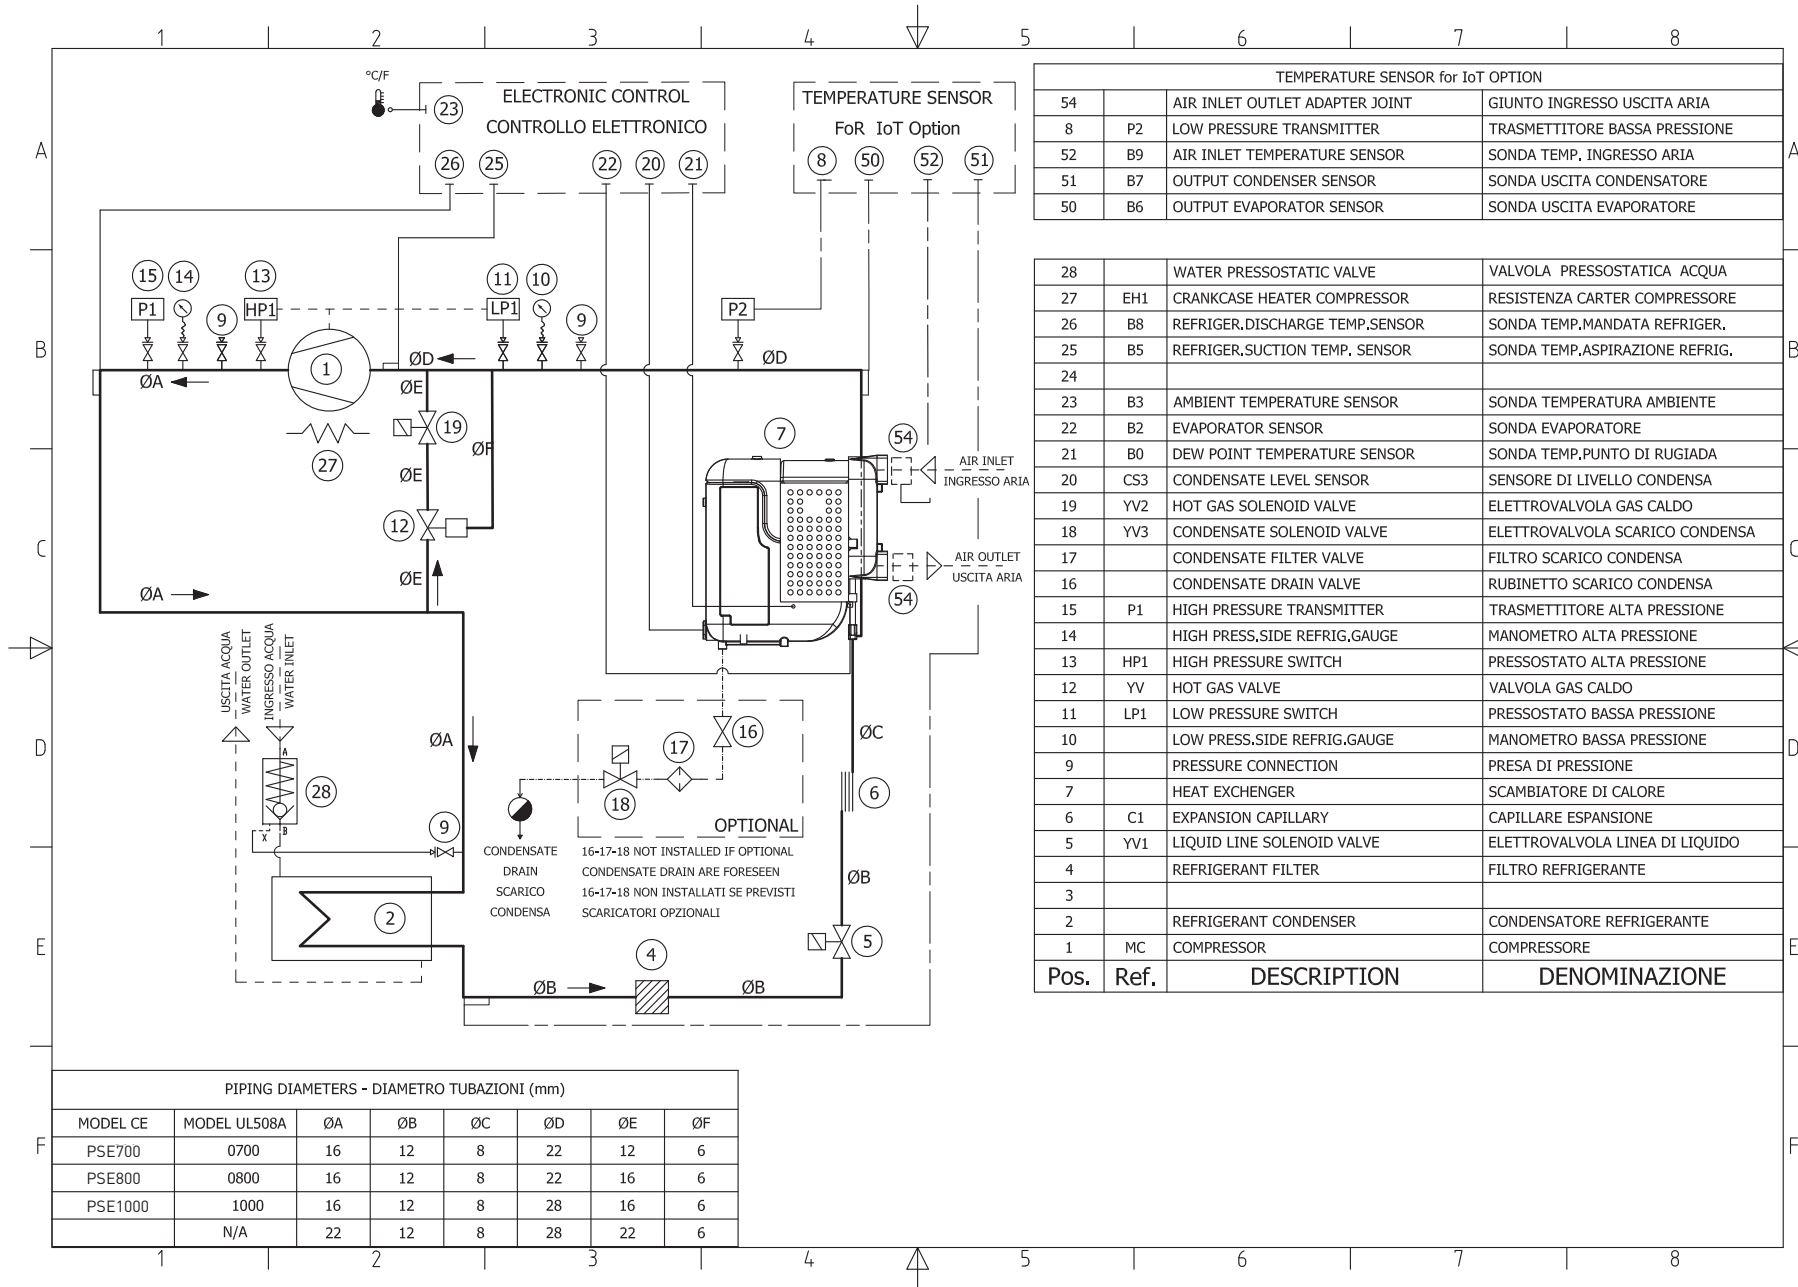 1 2 3 4 5 6 7 8
A
B
C
D
E
F
A
B
C
D
E
F
1 2 3 4 5 6 7 8
°C/F
23
ELECTRONIC CONTROL
CONTROLLO ELETTRONICO
26 25 22 20 21
TEMPERATURE SENSOR
FoR IoT Option
8 50 52 51
15 14 13 11 10
P1 9 HP1 LP1 9 P2
1
ØD
ØD
ØA
ØE
19
ØF
27
ØE
12
ØE
ØA
7
54
AIR INLET
INGRESSO ARIA
AIR OUTLET
USCITA ARIA
54
USCITA ACQUA
WATER OUTLET
INGRESSO ACQUA
WATER INLET
A
28
X B
ØA
9
2
16
17
18
OPTIONAL
ØC
6
CONDENSATE
DRAIN
SCARICO
CONDENSA
16-17-18 NOT INSTALLED IF OPTIONAL
CONDENSATE DRAIN ARE FORESEEN
16-17-18 NON INSTALLATI SE PREVISTI
SCARICATORI OPZIONALI
ØB
5
4
ØB
ØB
TEMPERATURE SENSOR for IoT OPTION
54 AIR INLET OUTLET ADAPTER JOINT GIUNTO INGRESSO USCITA ARIA
8 P2 LOW PRESSURE TRANSMITTER TRASMETTITORE BASSA PRESSIONE
52 B9 AIR INLET TEMPERATURE SENSOR SONDA TEMP. INGRESSO ARIA
51 B7 OUTPUT CONDENSER SENSOR SONDA USCITA CONDENSATORE
50 B6 OUTPUT EVAPORATOR SENSOR SONDA USCITA EVAPORATORE
28 WATER PRESSOSTATIC VALVE VALVOLA PRESSOSTATICA ACQUA
27 EH1 CRANKCASE HEATER COMPRESSOR RESISTENZA CARTER COMPRESSORE
26 B8 REFRIGER.DISCHARGE TEMP.SENSOR SONDA TEMP.MANDATA REFRIGER.
25 B5 REFRIGER.SUCTION TEMP. SENSOR SONDA TEMP.ASPIRAZIONE REFRIG.
24
23 B3 AMBIENT TEMPERATURE SENSOR SONDA TEMPERATURA AMBIENTE
22 B2 EVAPORATOR SENSOR SONDA EVAPORATORE
21 B0 DEW POINT TEMPERATURE SENSOR SONDA TEMP.PUNTO DI RUGIADA
20 CS3 CONDENSATE LEVEL SENSOR SENSORE DI LIVELLO CONDENSA
19 YV2 HOT GAS SOLENOID VALVE ELETTROVALVOLA GAS CALDO
18 YV3 CONDENSATE SOLENOID VALVE ELETTROVALVOLA SCARICO CONDENSA
17 CONDENSATE FILTER VALVE FILTRO SCARICO CONDENSA
16 CONDENSATE DRAIN VALVE RUBINETTO SCARICO CONDENSA
15 P1 HIGH PRESSURE TRANSMITTER TRASMETTITORE ALTA PRESSIONE
14 HIGH PRESS.SIDE REFRIG.GAUGE MANOMETRO ALTA PRESSIONE
13 HP1 HIGH PRESSURE SWITCH PRESSOSTATO ALTA PRESSIONE
12 YV HOT GAS VALVE VALVOLA GAS CALDO
11 LP1 LOW PRESSURE SWITCH PRESSOSTATO BASSA PRESSIONE
10 LOW PRESS.SIDE REFRIG.GAUGE MANOMETRO BASSA PRESSIONE
9 PRESSURE CONNECTION PRESA DI PRESSIONE
7 HEAT EXCHENGER SCAMBIATORE DI CALORE
6 C1 EXPANSION CAPILLARY CAPILLARE ESPANSIONE
5 YV1 LIQUID LINE SOLENOID VALVE ELETTROVALVOLA LINEA DI LIQUIDO
4 REFRIGERANT FILTER FILTRO REFRIGERANTE
3
2 REFRIGERANT CONDENSER CONDENSATORE REFRIGERANTE
1 MC COMPRESSOR COMPRESSORE
Pos. Ref. DESCRIPTION DENOMINAZIONE
PIPING DIAMETERS - DIAMETRO TUBAZIONI (mm)
MODEL CE MODEL UL508A ØA ØB ØC ØD ØE ØF
PSE700 0700 16 12 8 22 12 6
PSE800 0800 16 12 8 22 16 6
PSE1000 1000 16 12 8 28 16 6
N/A 22 12 8 28 22 6